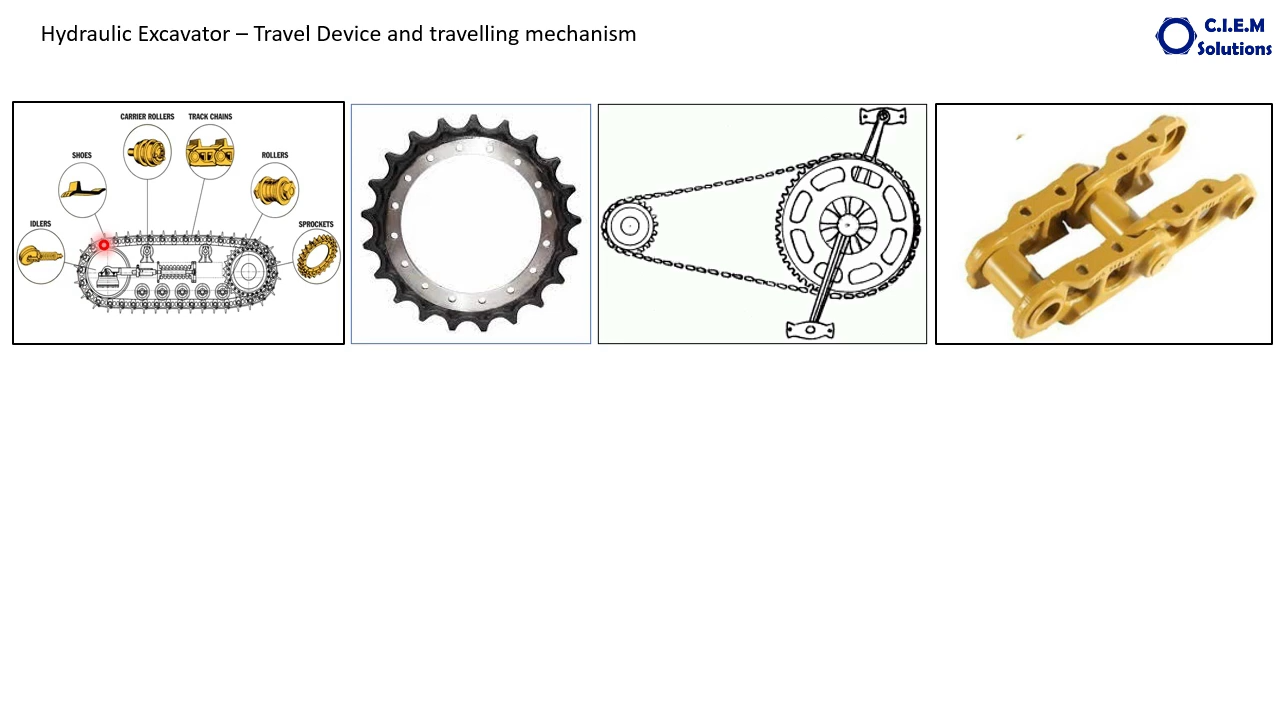 Hydraulic Excavator – Travel Device and travelling mechanism
C.I.E.M
Solutions
CARRIER ROLLERS
TRACK CHAINS
SHOES
ROLLERS
IDLERS
SPROCKETS